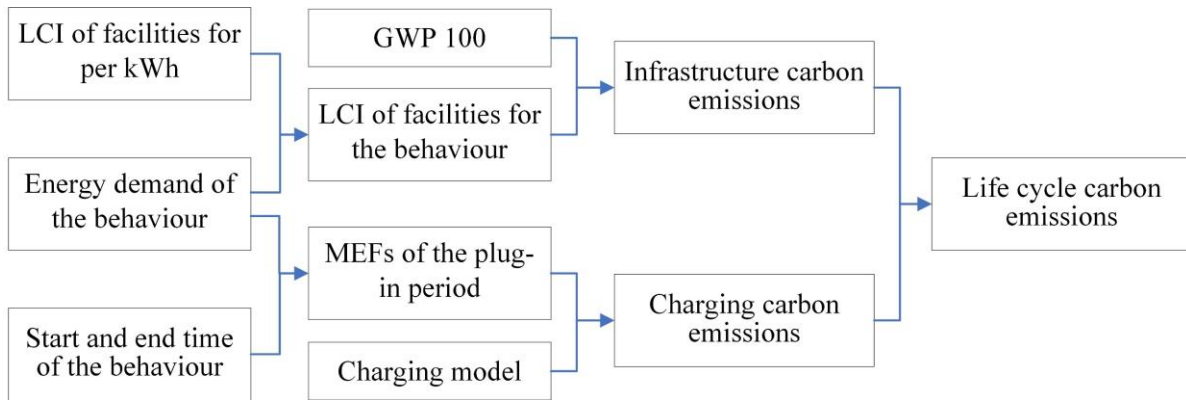 LCI of facilities for
per kWh
Energy demand of
the behaviour
Start and end time
of the behaviour
GWP 100
LCI of facilities for
the behaviour
MEFs of the plug-
in period
Charging model
Infrastructure carbon
emissions
Charging carbon
emissions
Life cycle carbon
emissions